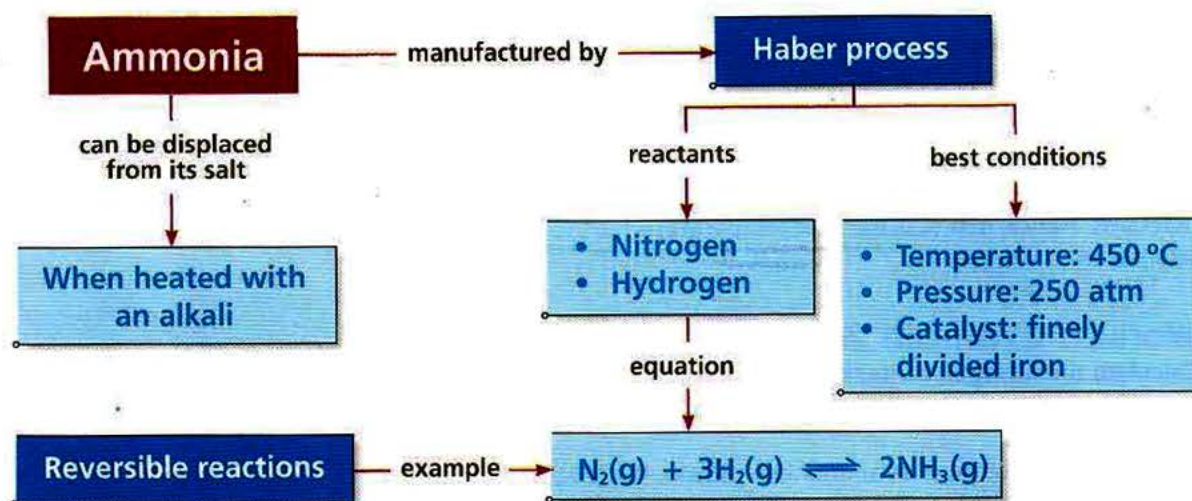 Ammonia
manufactured by
Haber process
can be displaced
from its salt
reactants
best conditions
When heated with
an alkali
• Nitrogen
• Hydrogen
• Temperature: 450 °C
• Pressure: 250 atm
• Catalyst: finely
divided iron
equation
Reversible reactions
example
N₂(g) + 3H₂(g) ⇌ 2NH₃(g)